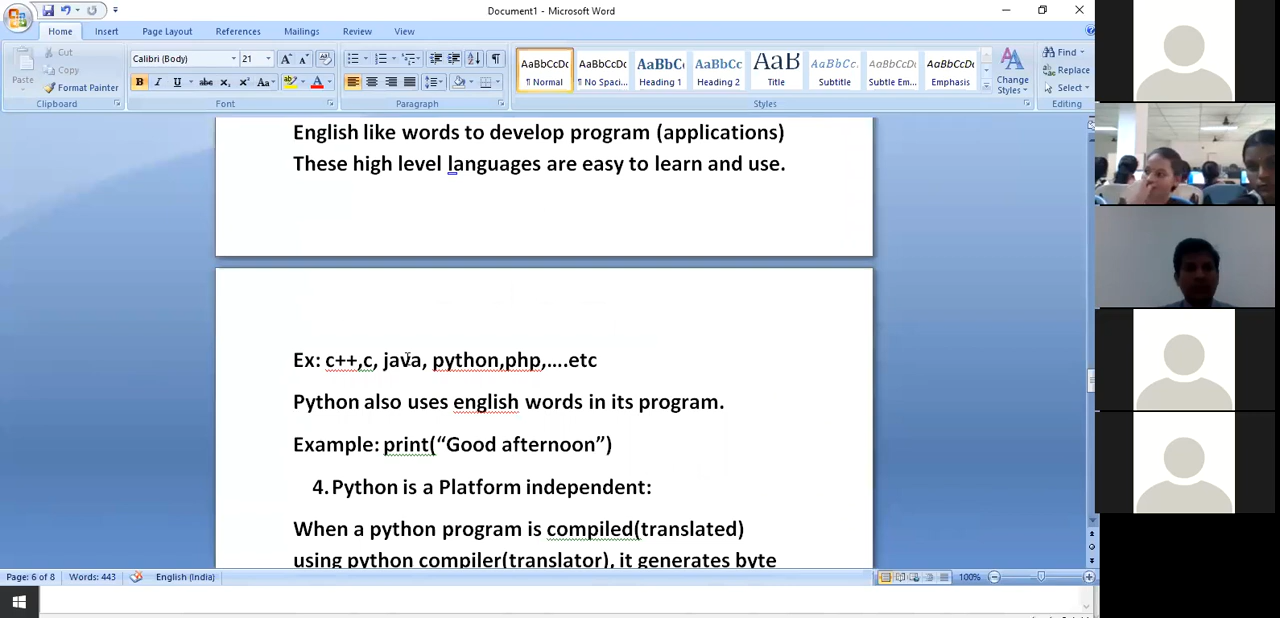 Document1 - Microsoft Word
Home Insert Page Layout References Mailings Review View
Cut
Copy
Format Painter
Paste
Clipboard
Calibri (Body) 21
Font
Paragraph
AaBbCcDc AaBbCcDc AaBbCc AaBbCc AaB AaBbCc. AaBbCcDc AaBbCcDc
¶ Normal ¶ No Spaci... Heading 1 Heading 2 Title Subtitle Subtle Em... Emphasis
Change
Styles
Styles
Find
Replace
Select
Editing
English like words to develop program (applications)
These high level languages are easy to learn and use.
Ex: c++,c, java, python,php,....etc
Python also uses english words in its program.
Example: print(“Good afternoon”)
4. Python is a Platform independent:
When a python program is compiled(translated)
using python compiler(translator), it generates byte
Page: 6 of 8 Words: 443 English (India) 100%